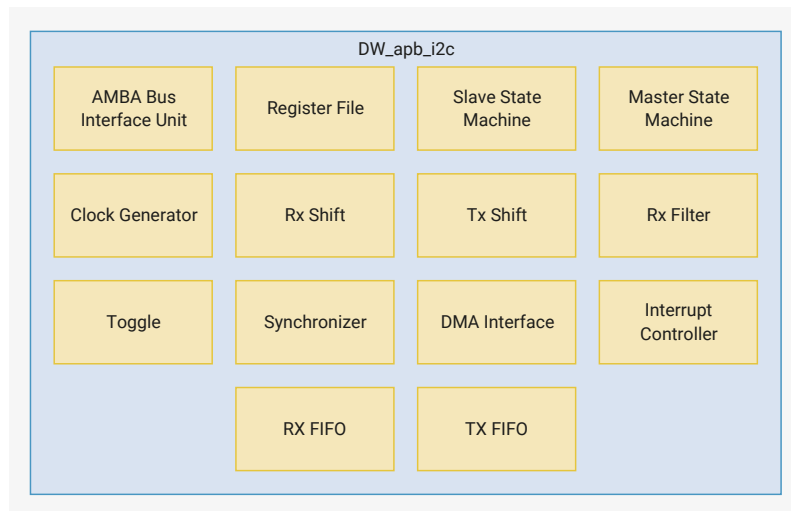 DW_apb_i2c
AMBA Bus
Interface Unit
Register File
Slave State
Machine
Master State
Machine
Clock Generator
Rx Shift
Tx Shift
Rx Filter
Toggle
Synchronizer
DMA Interface
Interrupt
Controller
RX FIFO
TX FIFO